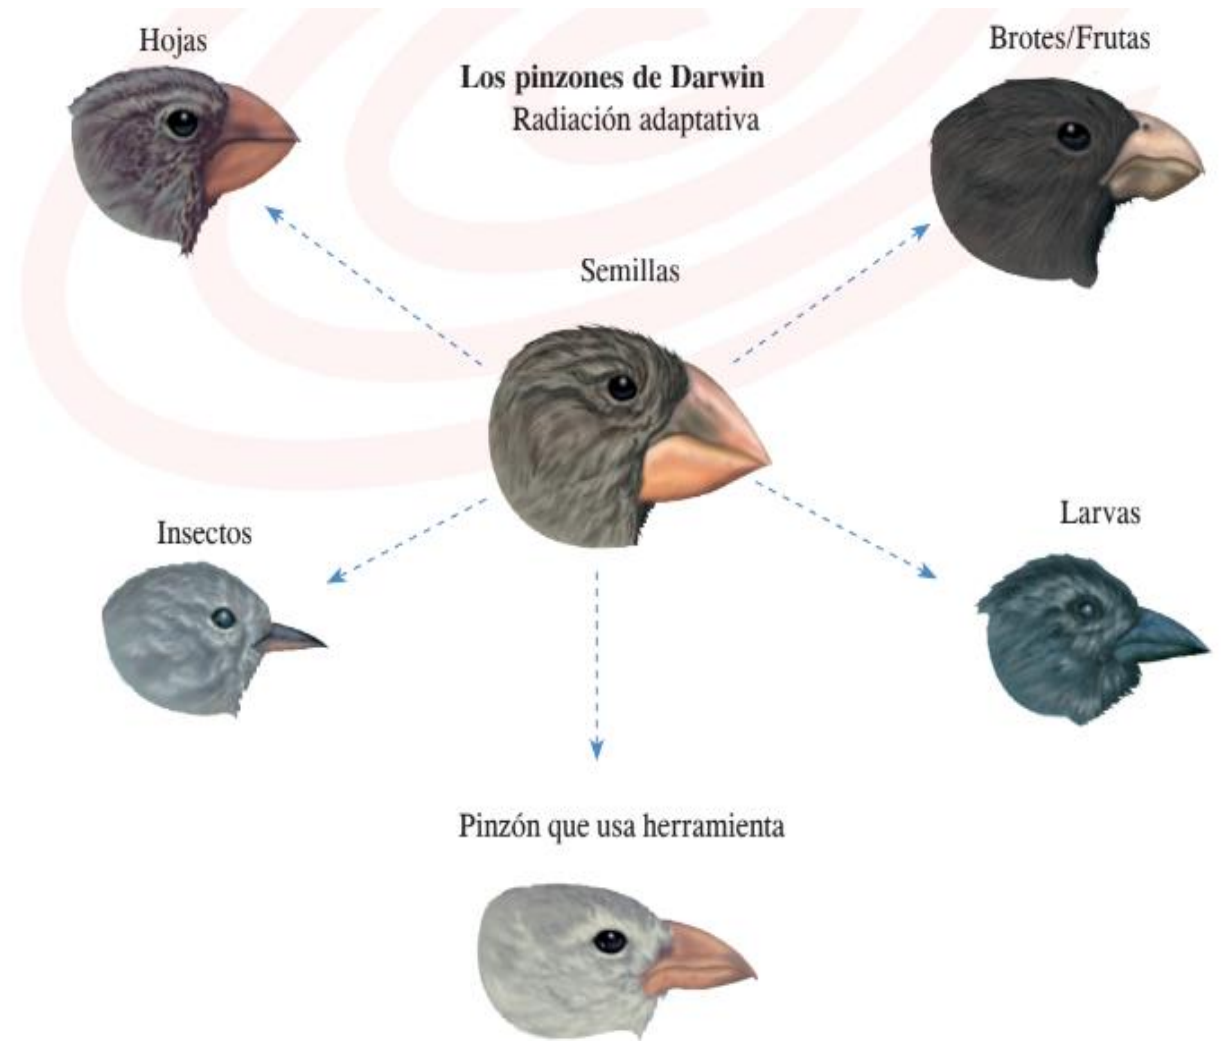 Hojas
Brotes/Frutas
Los pinzones de Darwin
Radiación adaptativa
Semillas
Insectos
Larvas
Pinzón que usa herramienta